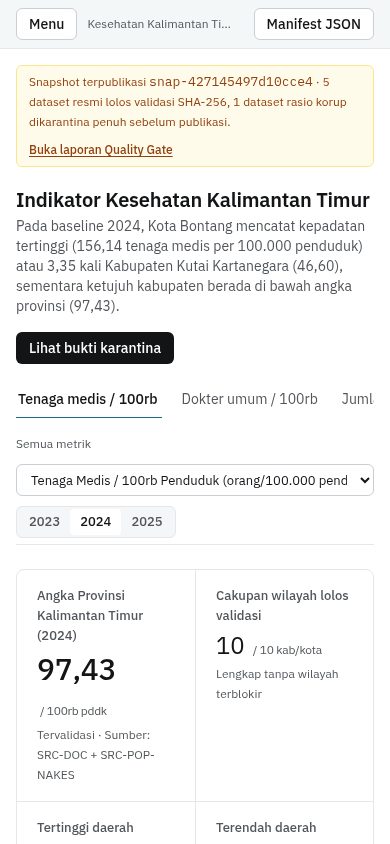 Menu
Kesehatan Kalimantan Ti...
Manifest JSON
Snapshot terpublikasi snap-427145497d10cce4 · 5
dataset resmi lolos validasi SHA-256, 1 dataset rasio korup
dikarantina penuh sebelum publikasi.
Buka laporan Quality Gate
Indikator Kesehatan Kalimantan Timur
Pada baseline 2024, Kota Bontang mencatat kepadatan
tertinggi (156,14 tenaga medis per 100.000 penduduk)
atau 3,35 kali Kabupaten Kutai Kartanegara (46,60),
sementara ketujuh kabupaten berada di bawah angka
provinsi (97,43).
Lihat bukti karantina
Tenaga medis / 100rb
Dokter umum / 100rb
Juml
Semua metrik
Tenaga Medis / 100rb Penduduk (orang/100.000 pend
2023
2024
2025
Angka Provinsi
Kalimantan Timur
(2024)
97,43
/ 100rb pddk
Tervalidasi · Sumber:
SRC-DOC + SRC-POP-
NAKES
Cakupan wilayah lolos
validasi
10 / 10 kab/kota
Lengkap tanpa wilayah
terblokir
Tertinggi daerah
Terendah daerah